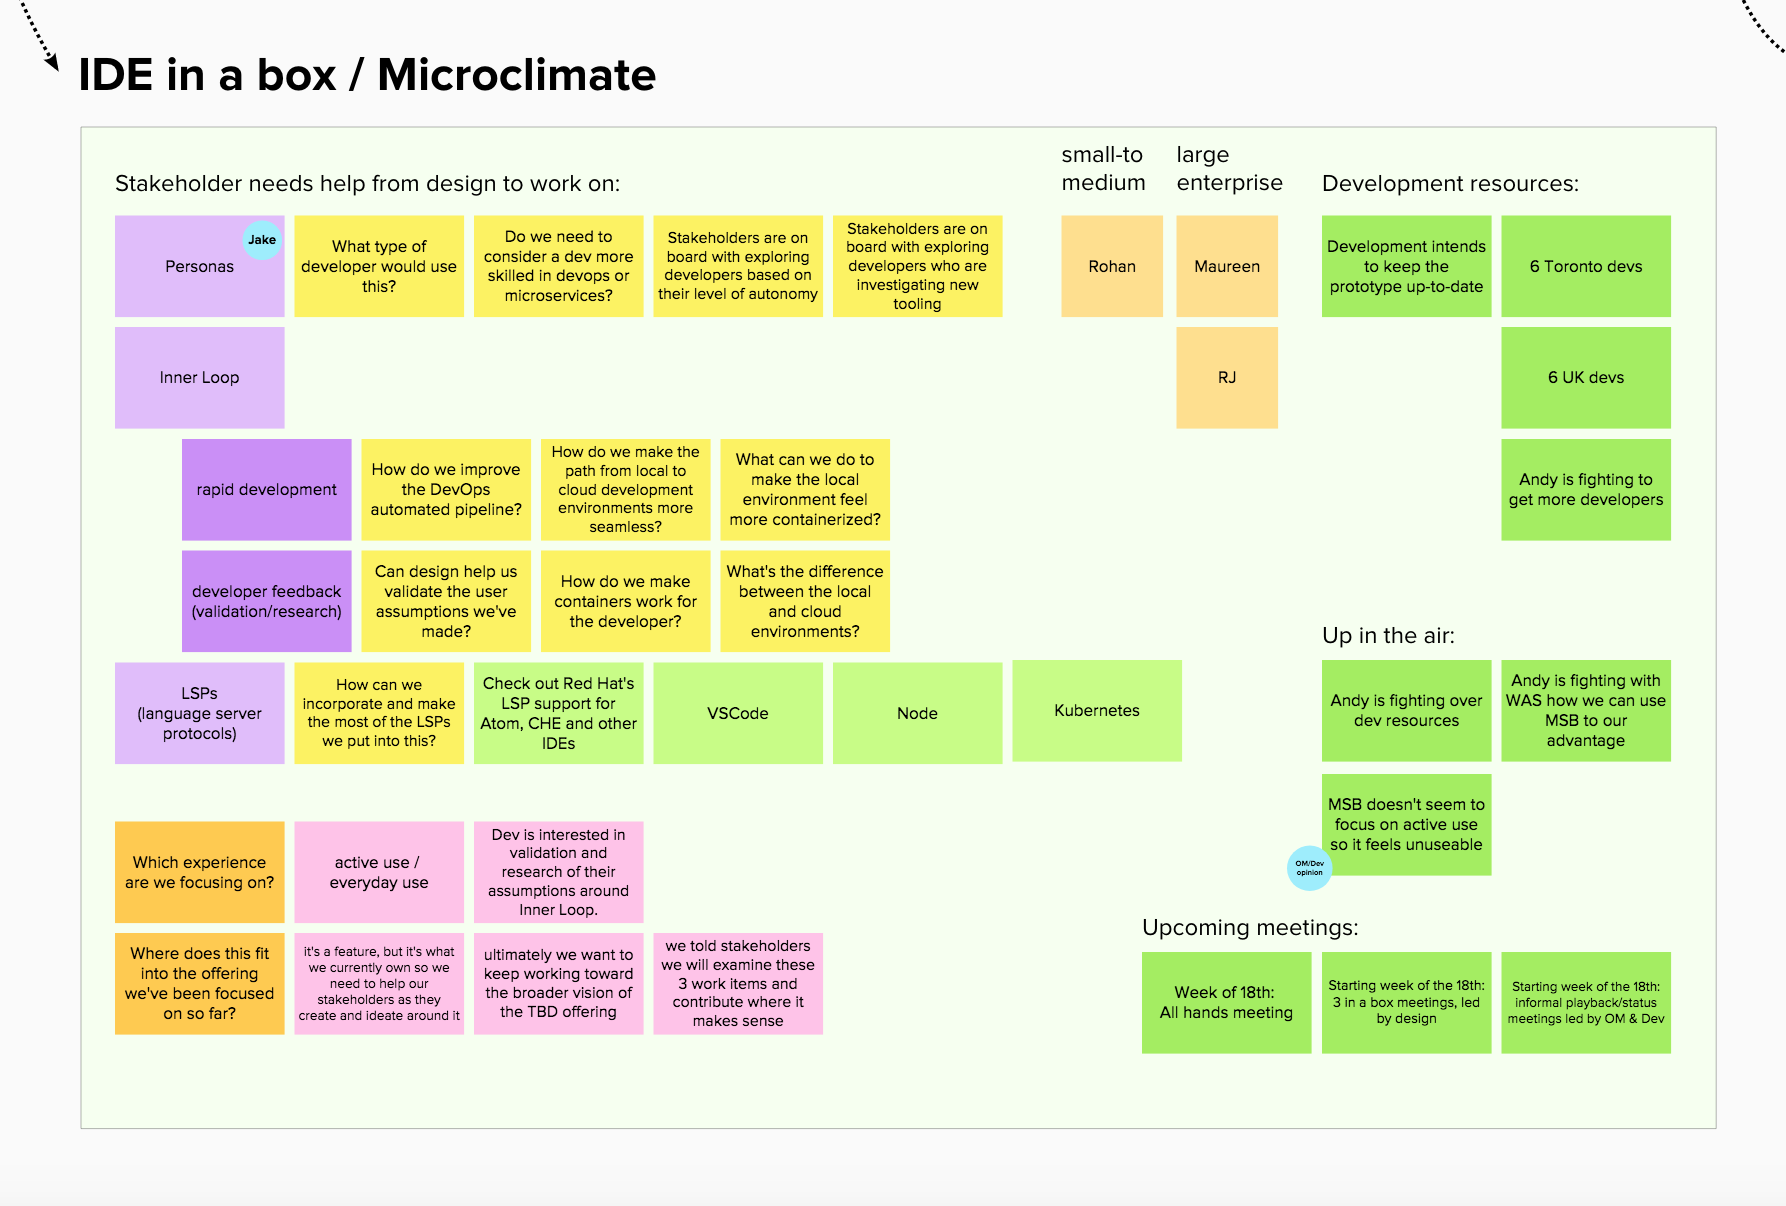 IDE in a box / Microclimate
Stakeholder needs help from design to work on:
Personas
Jake
What type of
developer would use
this?
Do we need to
consider a dev more
skilled in devops or
microservices?
Stakeholders are on
board with exploring
developers based on
their level of autonomy
Stakeholders are on
board with exploring
developers who are
investigating new
tooling
Inner Loop
rapid development
How do we improve
the DevOps
automated pipeline?
How do we make the
path from local to
cloud development
environments more
seamless?
What can we do to
make the local
environment feel
more containerized?
developer feedback
(validation/research)
Can design help us
validate the user
assumptions we've
made?
How do we make
containers work for
the developer?
What's the difference
between the local
and cloud
environments?
LSPs
(language server
protocols)
How can we
incorporate and make
the most of the LSPs
we put into this?
Check out Red Hat's
LSP support for
Atom, CHE and other
IDEs
VSCode
Node
Kubernetes
Which experience
are we focusing on?
active use /
everyday use
Dev is interested in
validation and
research of their
assumptions around
Inner Loop.
Where does this fit
into the offering
we've been focused
on so far?
it's a feature, but it's what
we currently own so we
need to help our
stakeholders as they
create and ideate around it
ultimately we want to
keep working toward
the broader vision of
the TBD offering
we told stakeholders
we will examine these
3 work items and
contribute where it
makes sense
small-to
medium
Rohan
large
enterprise
Maureen
RJ
Development resources:
Development intends
to keep the
prototype up-to-date
6 Toronto devs
6 UK devs
Andy is fighting to
get more developers
Up in the air:
Andy is fighting over
dev resources
Andy is fighting with
WAS how we can use
MSB to our
advantage
MSB doesn't seem to
focus on active use
so it feels unuseable
OM/Dev
opinion
Upcoming meetings:
Week of 18th:
All hands meeting
Starting week of the 18th:
3 in a box meetings, led
by design
Starting week of the 18th:
informal playback/status
meetings led by OM & Dev